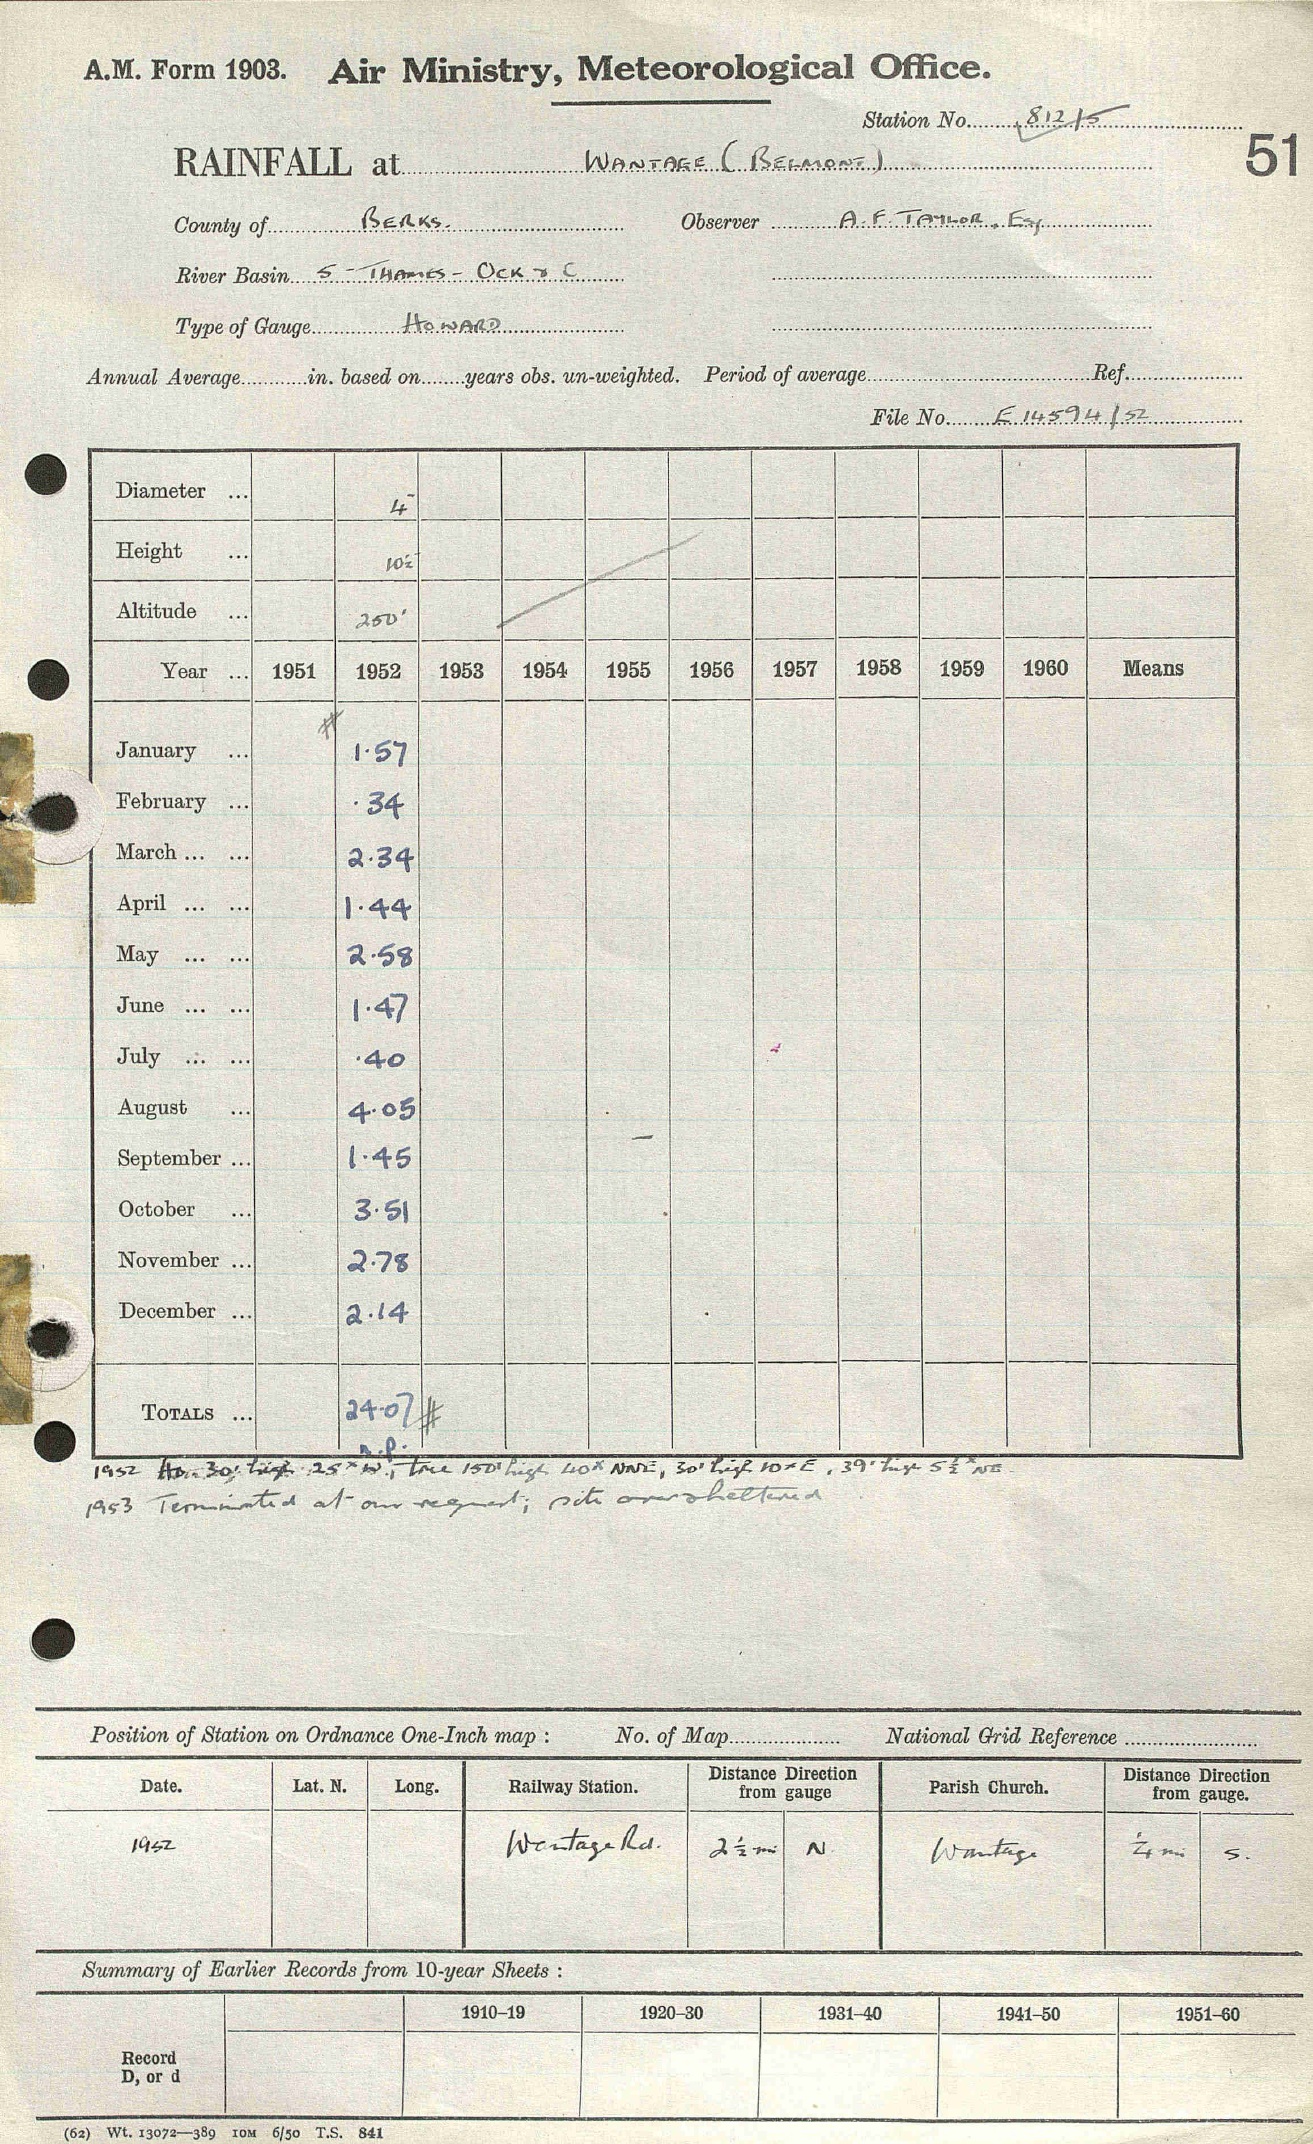 A.M. Form 1903. Air Ministry, Meteorological Office.
Station No. 812/5
51
RAINFALL at WANTAGE (BELMONT)
County of BERKS. Observer A.F. TAYLOR, Esq
River Basin 5 - THAMES - OCK & C
Type of Gauge HOWARD
Annual Average in. based on years obs. un-weighted. Period of average Ref.
File No. E 14594/52
Diameter ... 4"
Height ... 10½"
Altitude ... 250'
Year ... 1951 1952 1953 1954 1955 1956 1957 1958 1959 1960 Means
#
January ... 1.57
February ... .34
March ... ... 2.34
April ... ... 1.44
May ... ... 2.58
June ... ... 1.47
July ... ... .40
August ... 4.05
September ... 1.45
October ... 3.51
November ... 2.78
December ... 2.14
TOTALS ... 24.07 #
n.p.
1952 Ho. 30' high 25x W, tree 150' high 40x NNE, 30' high 10x E, 39' high 5½x NE
1953 Terminated at our request; site oversheltered
Position of Station on Ordnance One-Inch map : No. of Map National Grid Reference
Date. Lat. N. Long. Railway Station. Distance Direction from gauge Parish Church. Distance Direction from gauge.
1952 Wantage Rd. 2½ mi N Wantage ¼ mi S.
Summary of Earlier Records from 10-year Sheets :
1910–19 1920–30 1931–40 1941–50 1951–60
Record
D, or d
(62) Wt. 13072—389 10M 6/50 T.S. 841